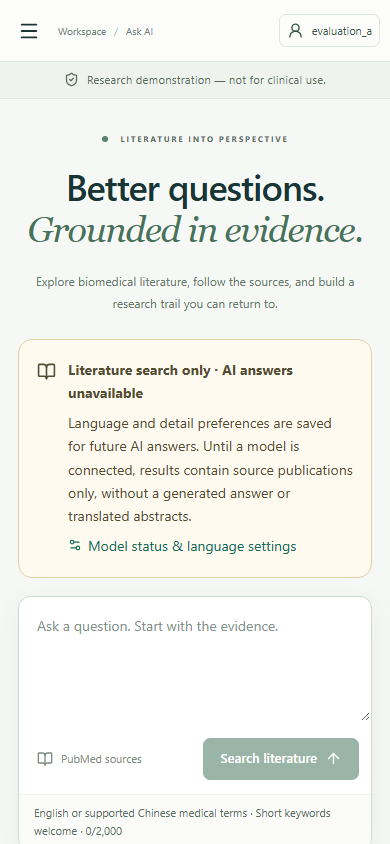 Workspace / Ask AI
evaluation_a
Research demonstration — not for clinical use.
LITERATURE INTO PERSPECTIVE
Better questions.
Grounded in evidence.
Explore biomedical literature, follow the sources, and build a
research trail you can return to.
Literature search only · AI answers
unavailable
Language and detail preferences are saved
for future AI answers. Until a model is
connected, results contain source publications
only, without a generated answer or
translated abstracts.
Model status & language settings
Ask a question. Start with the evidence.
PubMed sources
Search literature
English or supported Chinese medical terms · Short keywords
welcome · 0/2,000